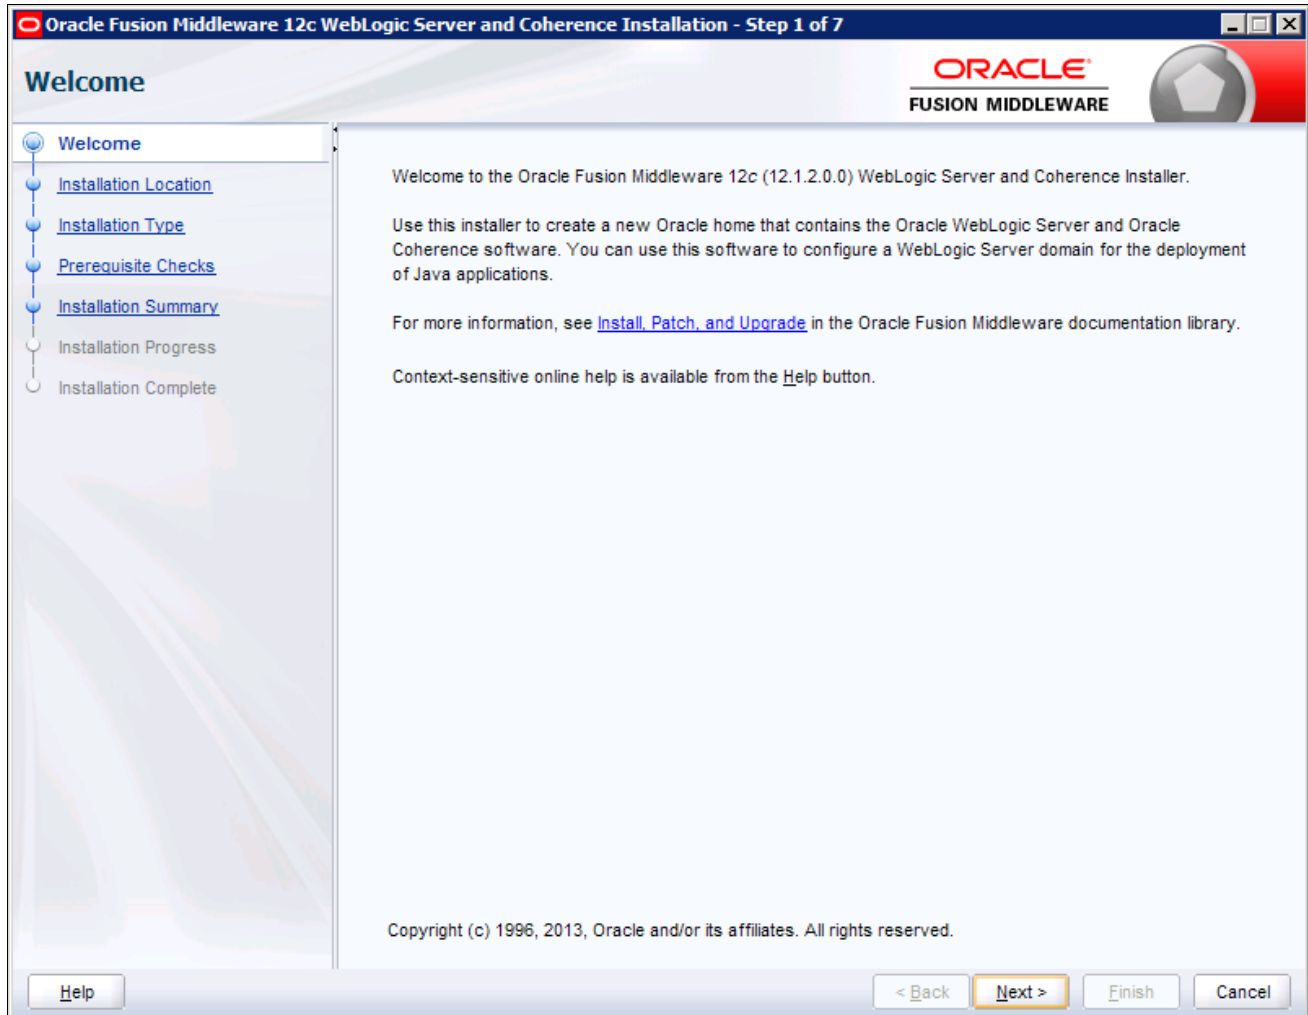 Oracle Fusion Middleware 12c WebLogic Server and Coherence Installation - Step 1 of 7
Welcome
ORACLE
FUSION MIDDLEWARE
Welcome
Installation Location
Installation Type
Prerequisite Checks
Installation Summary
Installation Progress
Installation Complete
Welcome to the Oracle Fusion Middleware 12c (12.1.2.0.0) WebLogic Server and Coherence Installer.
Use this installer to create a new Oracle home that contains the Oracle WebLogic Server and Oracle
Coherence software. You can use this software to configure a WebLogic Server domain for the deployment
of Java applications.
For more information, see Install, Patch, and Upgrade in the Oracle Fusion Middleware documentation library.
Context-sensitive online help is available from the Help button.
Copyright (c) 1996, 2013, Oracle and/or its affiliates. All rights reserved.
Help
< Back
Next >
Finish
Cancel